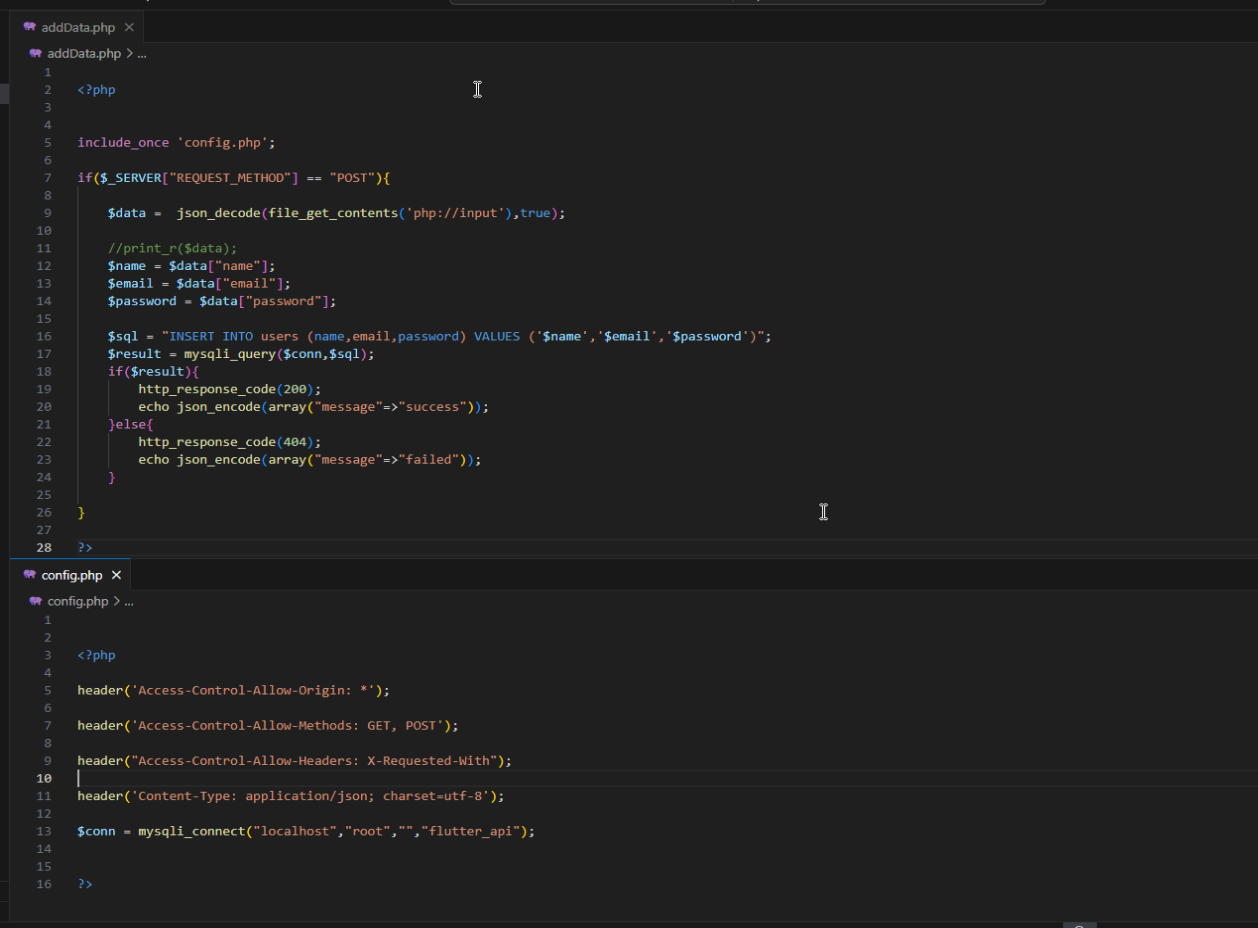 addData.php
addData.php > ...
1
2 <?php
3
4
5 include_once 'config.php';
6
7 if($_SERVER["REQUEST_METHOD"] == "POST"){
8
9 $data =  json_decode(file_get_contents('php://input'),true);
10
11 //print_r($data);
12 $name = $data["name"];
13 $email = $data["email"];
14 $password = $data["password"];
15
16 $sql = "INSERT INTO users (name,email,password) VALUES ('$name','$email','$password')";
17 $result = mysqli_query($conn,$sql);
18 if($result){
19 http_response_code(200);
20 echo json_encode(array("message"=>"success"));
21 }else{
22 http_response_code(404);
23 echo json_encode(array("message"=>"failed"));
24 }
25
26 }
27
28 ?>
config.php
config.php > ...
1
2
3 <?php
4
5 header('Access-Control-Allow-Origin: *');
6
7 header('Access-Control-Allow-Methods: GET, POST');
8
9 header("Access-Control-Allow-Headers: X-Requested-With");
10
11 header('Content-Type: application/json; charset=utf-8');
12
13 $conn = mysqli_connect("localhost","root","","flutter_api");
14
15
16 ?>